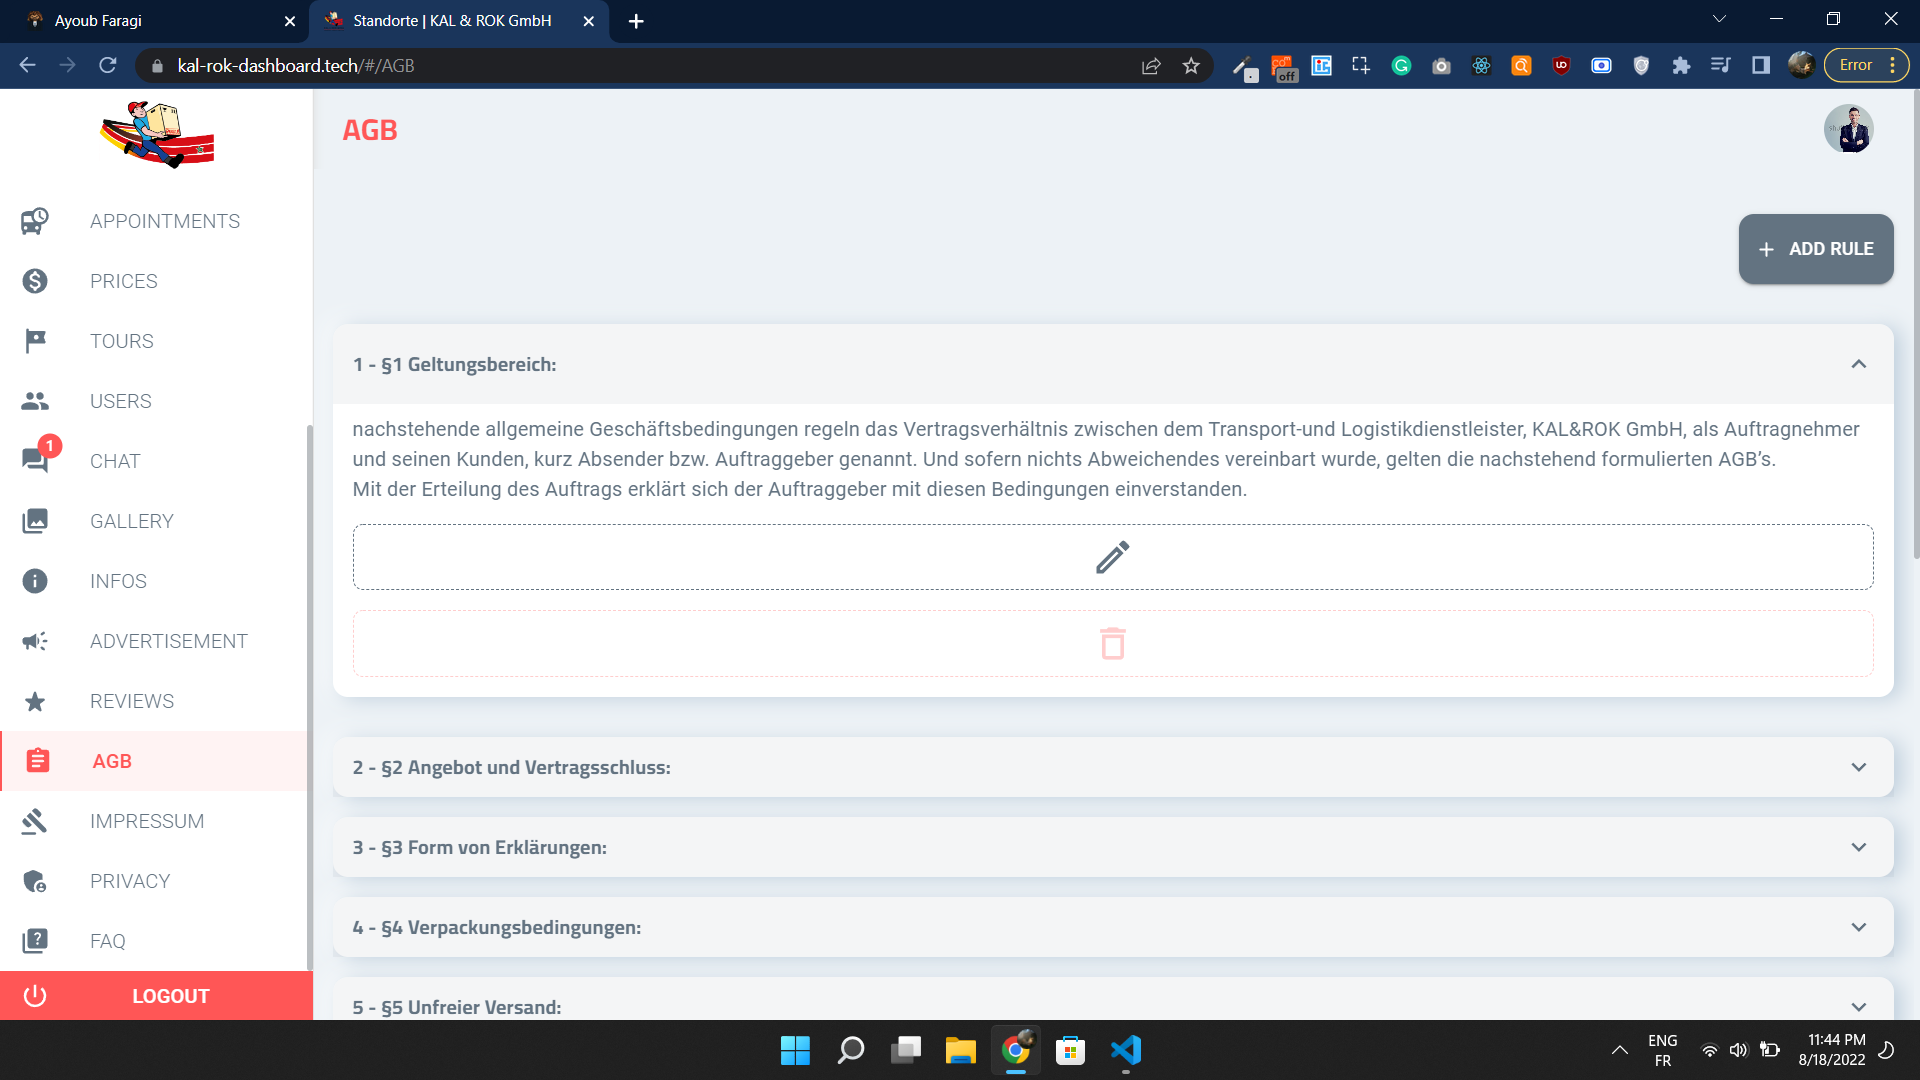 Ayoub Faragi
Standorte | KAL & ROK GmbH
kal-rok-dashboard.tech/#/AGB
off
Error
AGB
APPOINTMENTS
PRICES
TOURS
USERS
1
CHAT
GALLERY
INFOS
ADVERTISEMENT
REVIEWS
AGB
IMPRESSUM
PRIVACY
FAQ
LOGOUT
ADD RULE
1 - §1 Geltungsbereich:
nachstehende allgemeine Geschäftsbedingungen regeln das Vertragsverhältnis zwischen dem Transport-und Logistikdienstleister, KAL&ROK GmbH, als Auftragnehmer
und seinen Kunden, kurz Absender bzw. Auftraggeber genannt. Und sofern nichts Abweichendes vereinbart wurde, gelten die nachstehend formulierten AGB’s.
Mit der Erteilung des Auftrags erklärt sich der Auftraggeber mit diesen Bedingungen einverstanden.
2 - §2 Angebot und Vertragsschluss:
3 - §3 Form von Erklärungen:
4 - §4 Verpackungsbedingungen:
5 - §5 Unfreier Versand:
ENG
FR
11:44 PM
8/18/2022